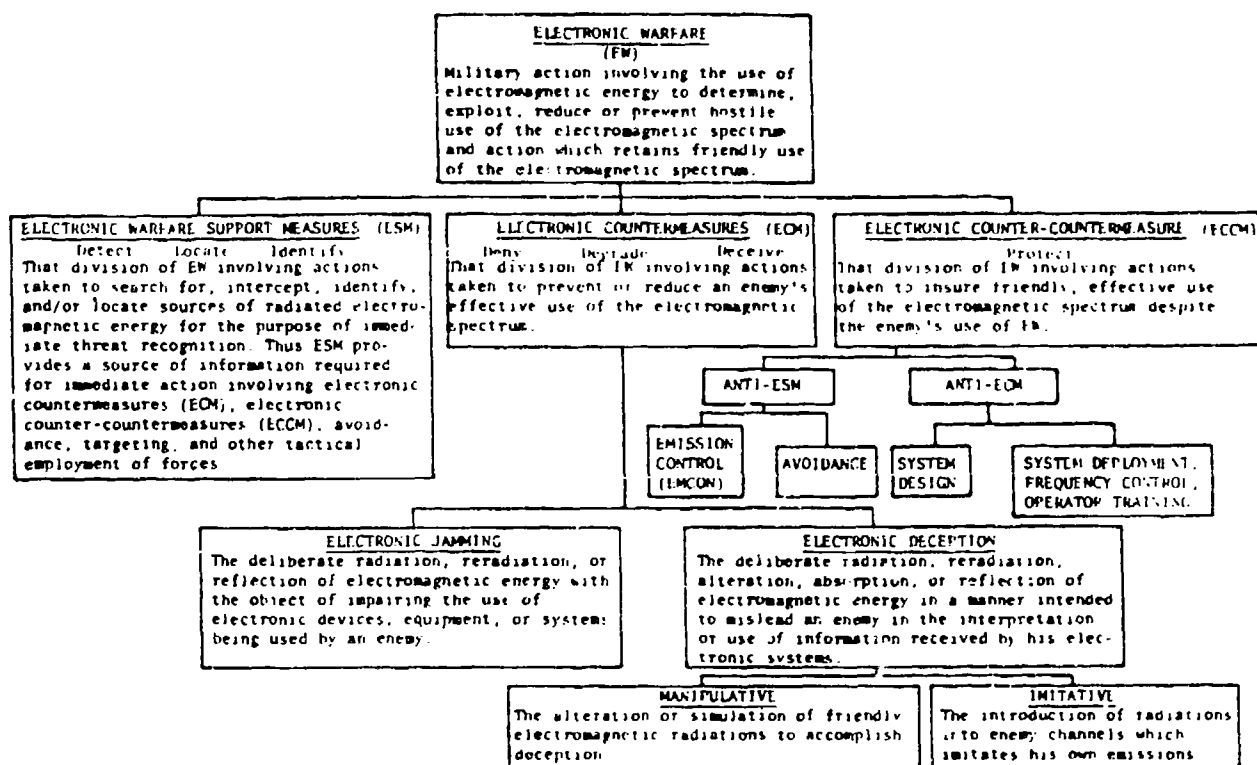 ELECTRONIC WARFARE
(EW)
Military action involving the use of
electromagnetic energy to determine,
exploit, reduce or prevent hostile
use of the electromagnetic spectrum
and action which retains friendly use
of the electromagnetic spectrum.
ELECTRONIC WARFARE SUPPORT MEASURES (ESM)
Detect Locate Identify
That division of EW involving actions
taken to search for, intercept, identify,
and/or locate sources of radiated electro-
magnetic energy for the purpose of immed-
iate threat recognition. Thus ESM pro-
vides a source of information required
for immediate action involving electronic
countermeasures (ECM), electronic
counter-countermeasures (ECCM), avoid-
ance, targeting, and other tactical
employment of forces
ELECTRONIC COUNTERMEASURES (ECM)
Deny Degrade Deceive
That division of EW involving actions
taken to prevent or reduce an enemy's
effective use of the electromagnetic
spectrum.
ELECTRONIC COUNTER-COUNTERMEASURE (ECCM)
Protect
That division of EW involving actions
taken to insure friendly, effective use
of the electromagnetic spectrum despite
the enemy's use of EW.
ANTI-ESM
ANTI-ECM
EMISSION
CONTROL
(EMCON)
AVOIDANCE
SYSTEM
DESIGN
SYSTEM DEPLOYMENT,
FREQUENCY CONTROL,
OPERATOR TRAINING
ELECTRONIC JAMMING
The deliberate radiation, reradiation, or
reflection of electromagnetic energy with
the object of impairing the use of
electronic devices, equipment, or systems
being used by an enemy.
ELECTRONIC DECEPTION
The deliberate radiation, reradiation,
alteration, absorption, or reflection of
electromagnetic energy in a manner intended
to mislead an enemy in the interpretation
or use of information received by his elec-
tronic systems.
MANIPULATIVE
The alteration or simulation of friendly
electromagnetic radiations to accomplish
deception
IMITATIVE
The introduction of radiations
into enemy channels which
imitates his own emissions